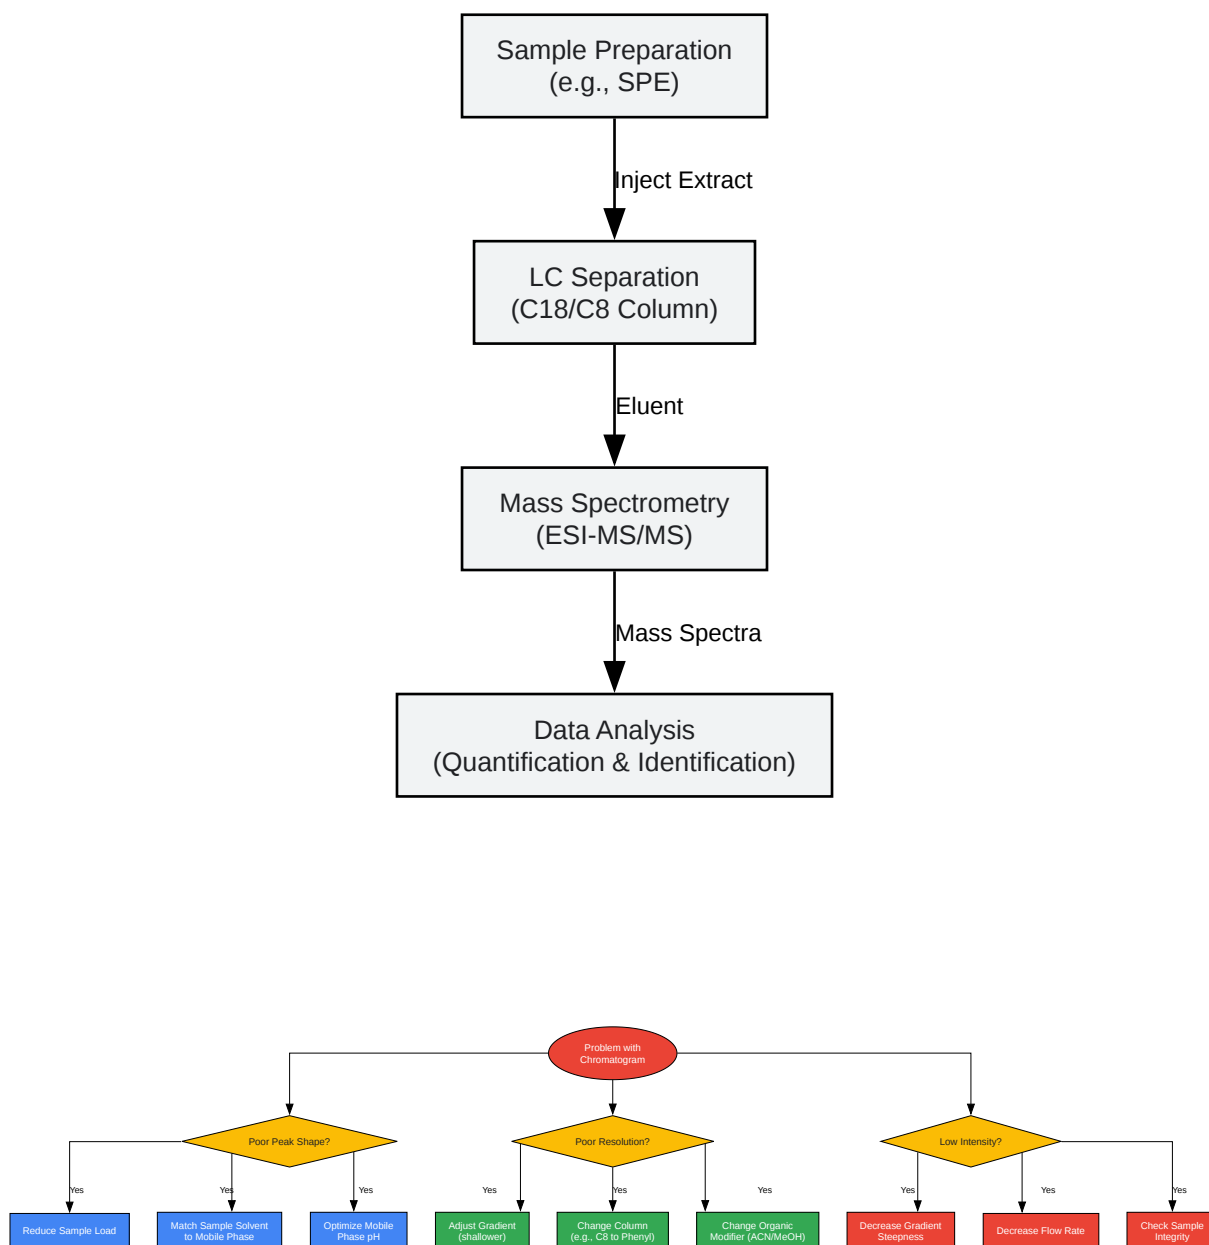 Sample Preparation
(e.g., SPE)
Inject Extract
LC Separation
(C18/C8 Column)
Eluent
Mass Spectrometry
(ESI-MS/MS)
Mass Spectra
Data Analysis
(Quantification & Identification)
Problem with
Chromatogram
Poor Peak Shape?
Poor Resolution?
Low Intensity?
Yes
Yes
Yes
Yes
Yes
Yes
Yes
Yes
Yes
Reduce Sample Load
Match Sample Solvent
to Mobile Phase
Optimize Mobile
Phase pH
Adjust Gradient
(shallower)
Change Column
(e.g., C8 to Phenyl)
Change Organic
Modifier (ACN/MeOH)
Decrease Gradient
Steepness
Decrease Flow Rate
Check Sample
Integrity